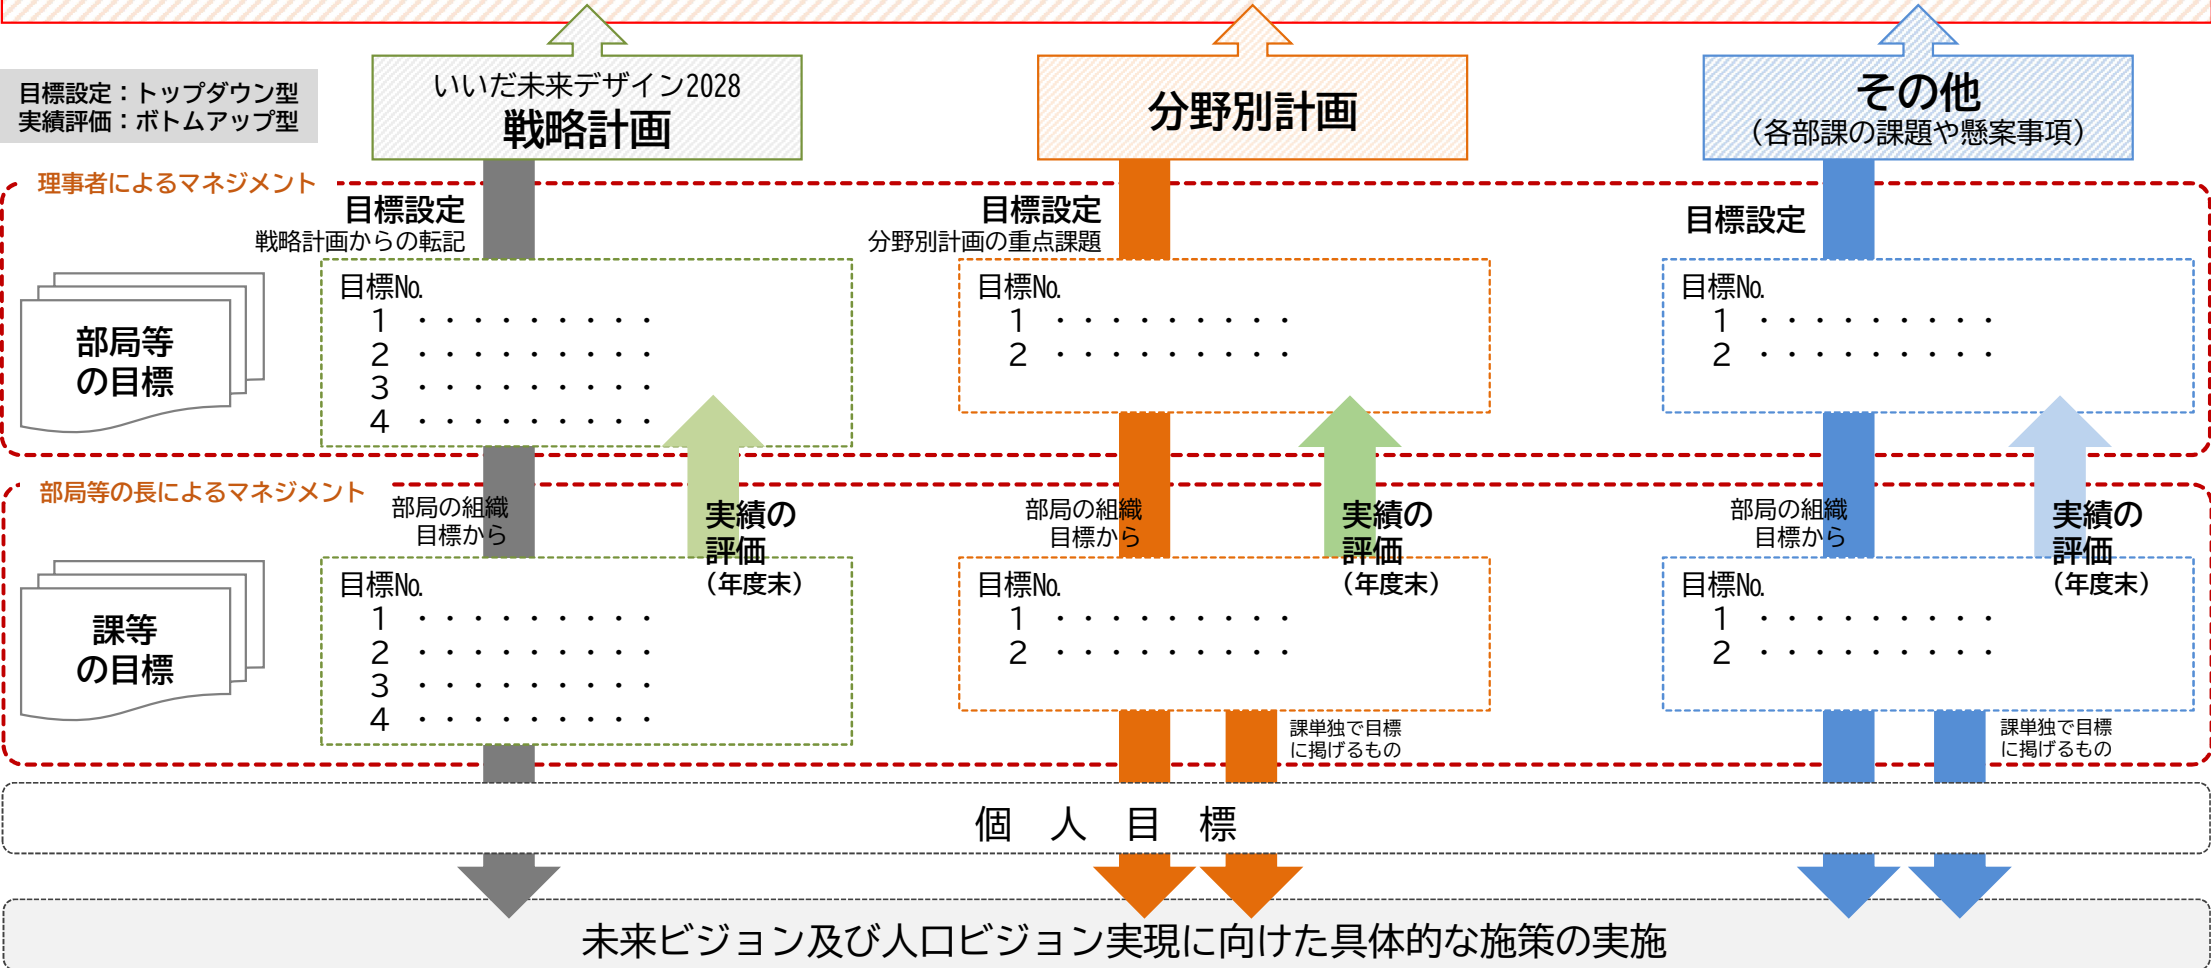 目標設定：トップダウン型
実績評価：ボトムアップ型
いいだ未来デザイン2028
戦略計画
分野別計画
その他
（各部課の課題や懸案事項）
理事者によるマネジメント
目標設定
戦略計画からの転記
目標設定
分野別計画の重点課題
目標設定
部局等
の目標
目標No.
1 ・・・・・・・・・
2 ・・・・・・・・・
3 ・・・・・・・・・
4 ・・・・・・・・・
目標No.
1 ・・・・・・・・・
2 ・・・・・・・・・
目標No.
1 ・・・・・・・・・
2 ・・・・・・・・・
部局等の長によるマネジメント
部局の組織
目標から
実績の
評価
（年度末）
部局の組織
目標から
実績の
評価
（年度末）
部局の組織
目標から
実績の
評価
（年度末）
課等
の目標
目標No.
1 ・・・・・・・・・
2 ・・・・・・・・・
3 ・・・・・・・・・
4 ・・・・・・・・・
目標No.
1 ・・・・・・・・・
2 ・・・・・・・・・
目標No.
1 ・・・・・・・・・
2 ・・・・・・・・・
課単独で目標
に掲げるもの
課単独で目標
に掲げるもの
個　人　目　標
未来ビジョン及び人口ビジョン実現に向けた具体的な施策の実施